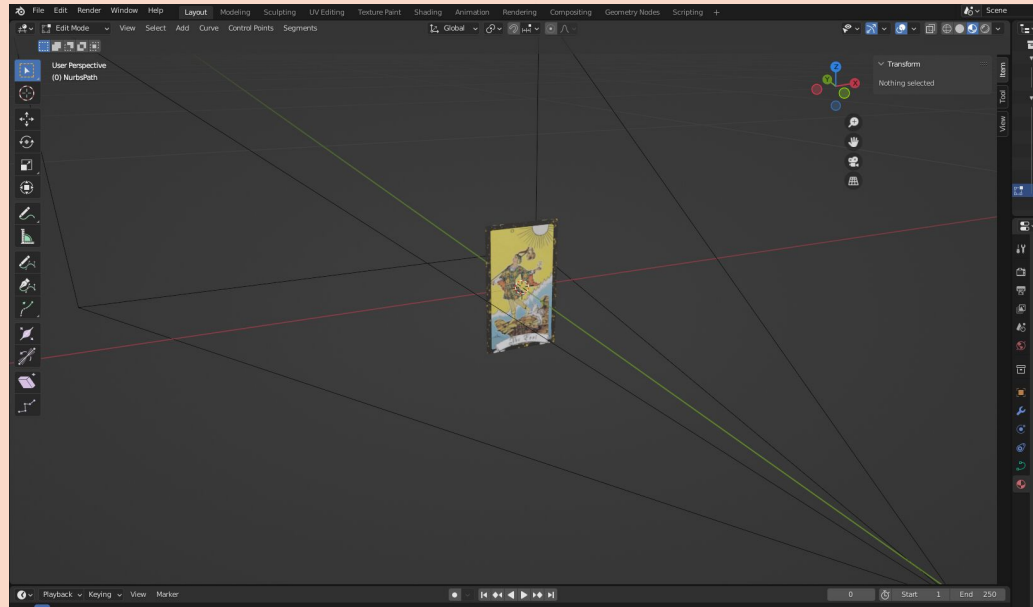 File Edit Render Window Help Layout Modeling Sculpting UV Editing Texture Paint Shading Animation Rendering Compositing Geometry Nodes Scripting + Scene
Edit Mode View Select Add Curve Control Points Segments Global
User Perspective
(0) NurbsPath
Z
Y
X
Transform
Nothing selected
Item
Tool
View
Playback Keying View Marker 0 Start 1 End 250